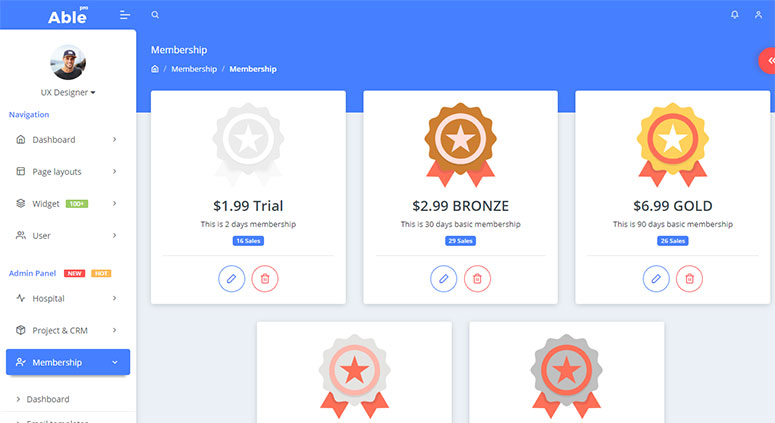 Able pro
Membership
Membership / Membership
UX Designer
Navigation
Dashboard
Page layouts
Widget 100+
User
Admin Panel NEW HOT
Hospital
Project & CRM
Membership
Dashboard
Email templates
$1.99 Trial
This is 2 days membership
16 Sales
$2.99 BRONZE
This is 30 days basic membership
29 Sales
$6.99 GOLD
This is 90 days basic membership
26 Sales